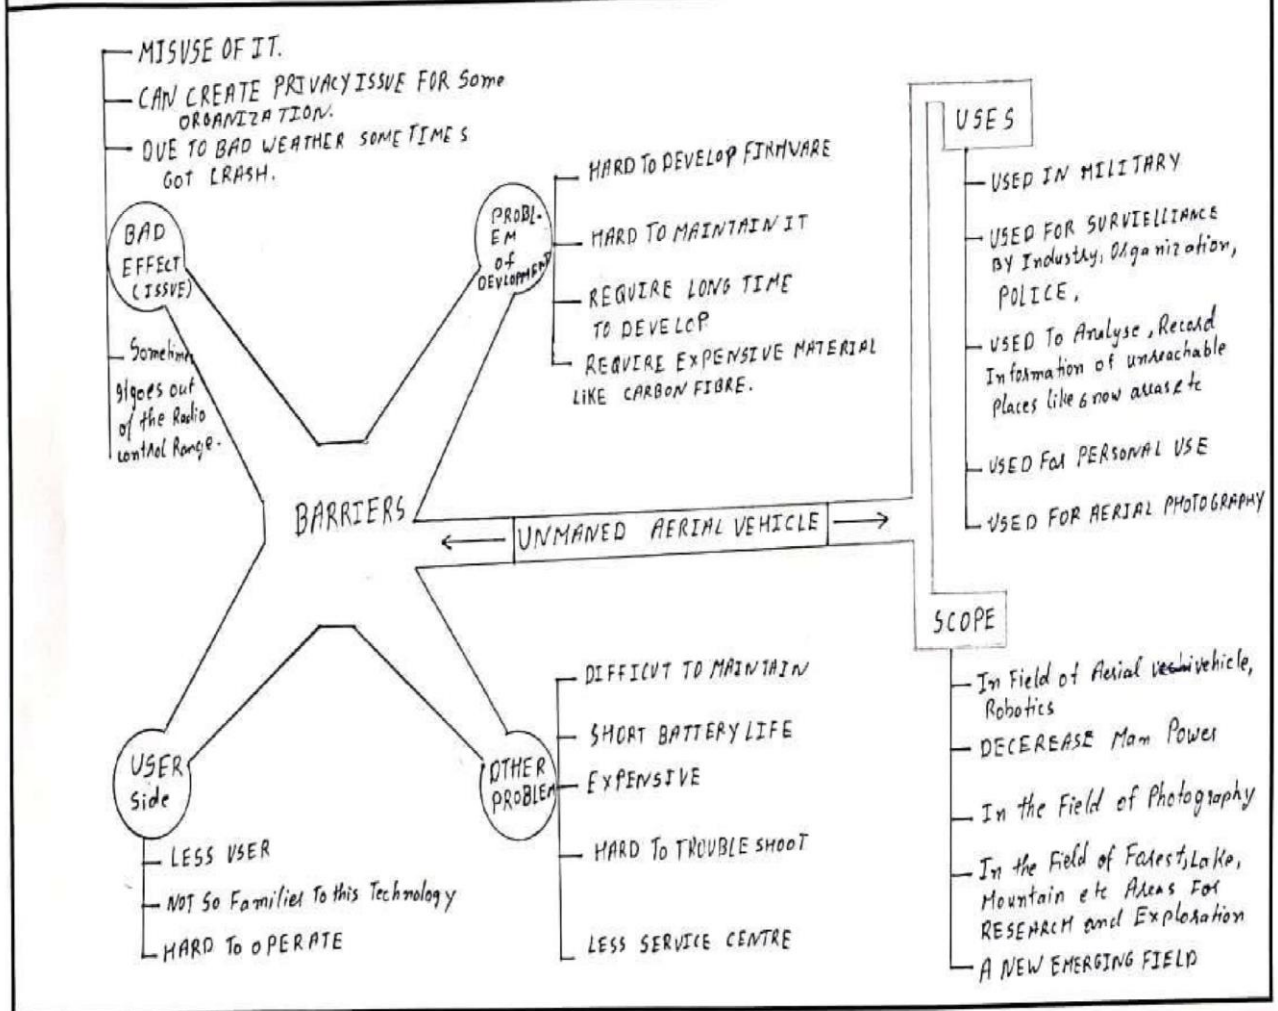 MISUSE OF IT.
CAN CREATE PRIVACY ISSUE FOR Some
ORGANIZATION.
DUE TO BAD WEATHER SOMETIMES
GOT CRASH.
BAD
EFFECT
(ISSUE)
Sometimes
it goes out
of the Radio
control Range.
PROBL-
EM
of
DEVLOPMENT
HARD TO DEVELOP FIRMWARE
HARD TO MAINTAIN IT
REQUIRE LONG TIME
TO DEVELOP
REQUIRE EXPENSIVE MATERIAL
LIKE CARBON FIBRE.
BARRIERS
UNMANED AERIAL VEHICLE
USER
Side
LESS USER
NOT So Familier To this Technology
HARD To OPERATE
OTHER
PROBLEM
DIFFICUT TO MAINTAIN
SHORT BATTERY LIFE
EXPENSIVE
HARD To TROUBLE SHOOT
LESS SERVICE CENTRE
USES
USED IN MILITARY
USED FOR SURVIELLIANCE
BY Industry, Organization,
POLICE,
USED To Analyse, Record
Information of unreachable
Places like snow areas etc
USED For PERSONAL USE
USED FOR AERIAL PHOTOGRAPHY
SCOPE
In Field of Aerial vehicle,
Robotics
DECEREASE Man Power
In the Field of Photography
In the Field of Forest, Lake,
Mountain etc Areas For
RESEARCH and Exploration
A NEW EMERGING FIELD